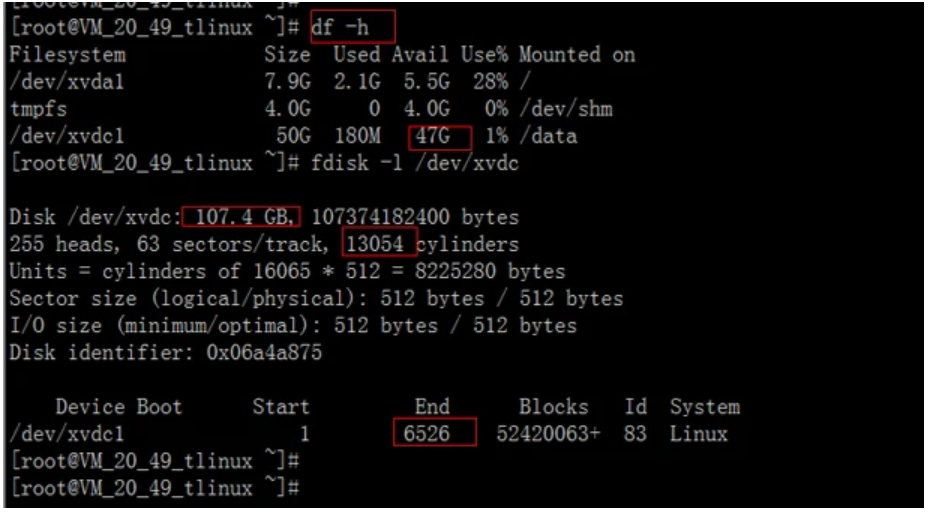 [root@VM_20_49_tlinux ~]#
[root@VM_20_49_tlinux ~]# df -h
Filesystem Size Used Avail Use% Mounted on
/dev/xvda1 7.9G 2.1G 5.5G 28% /
tmpfs 4.0G 0 4.0G 0% /dev/shm
/dev/xvdc1 50G 180M 47G 1% /data
[root@VM_20_49_tlinux ~]# fdisk -l /dev/xvdc
Disk /dev/xvdc: 107.4 GB, 107374182400 bytes
255 heads, 63 sectors/track, 13054 cylinders
Units = cylinders of 16065 * 512 = 8225280 bytes
Sector size (logical/physical): 512 bytes / 512 bytes
I/O size (minimum/optimal): 512 bytes / 512 bytes
Disk identifier: 0x06a4a875
Device Boot Start End Blocks Id System
/dev/xvdc1 1 6526 52420063+ 83 Linux
[root@VM_20_49_tlinux ~]#
[root@VM_20_49_tlinux ~]#